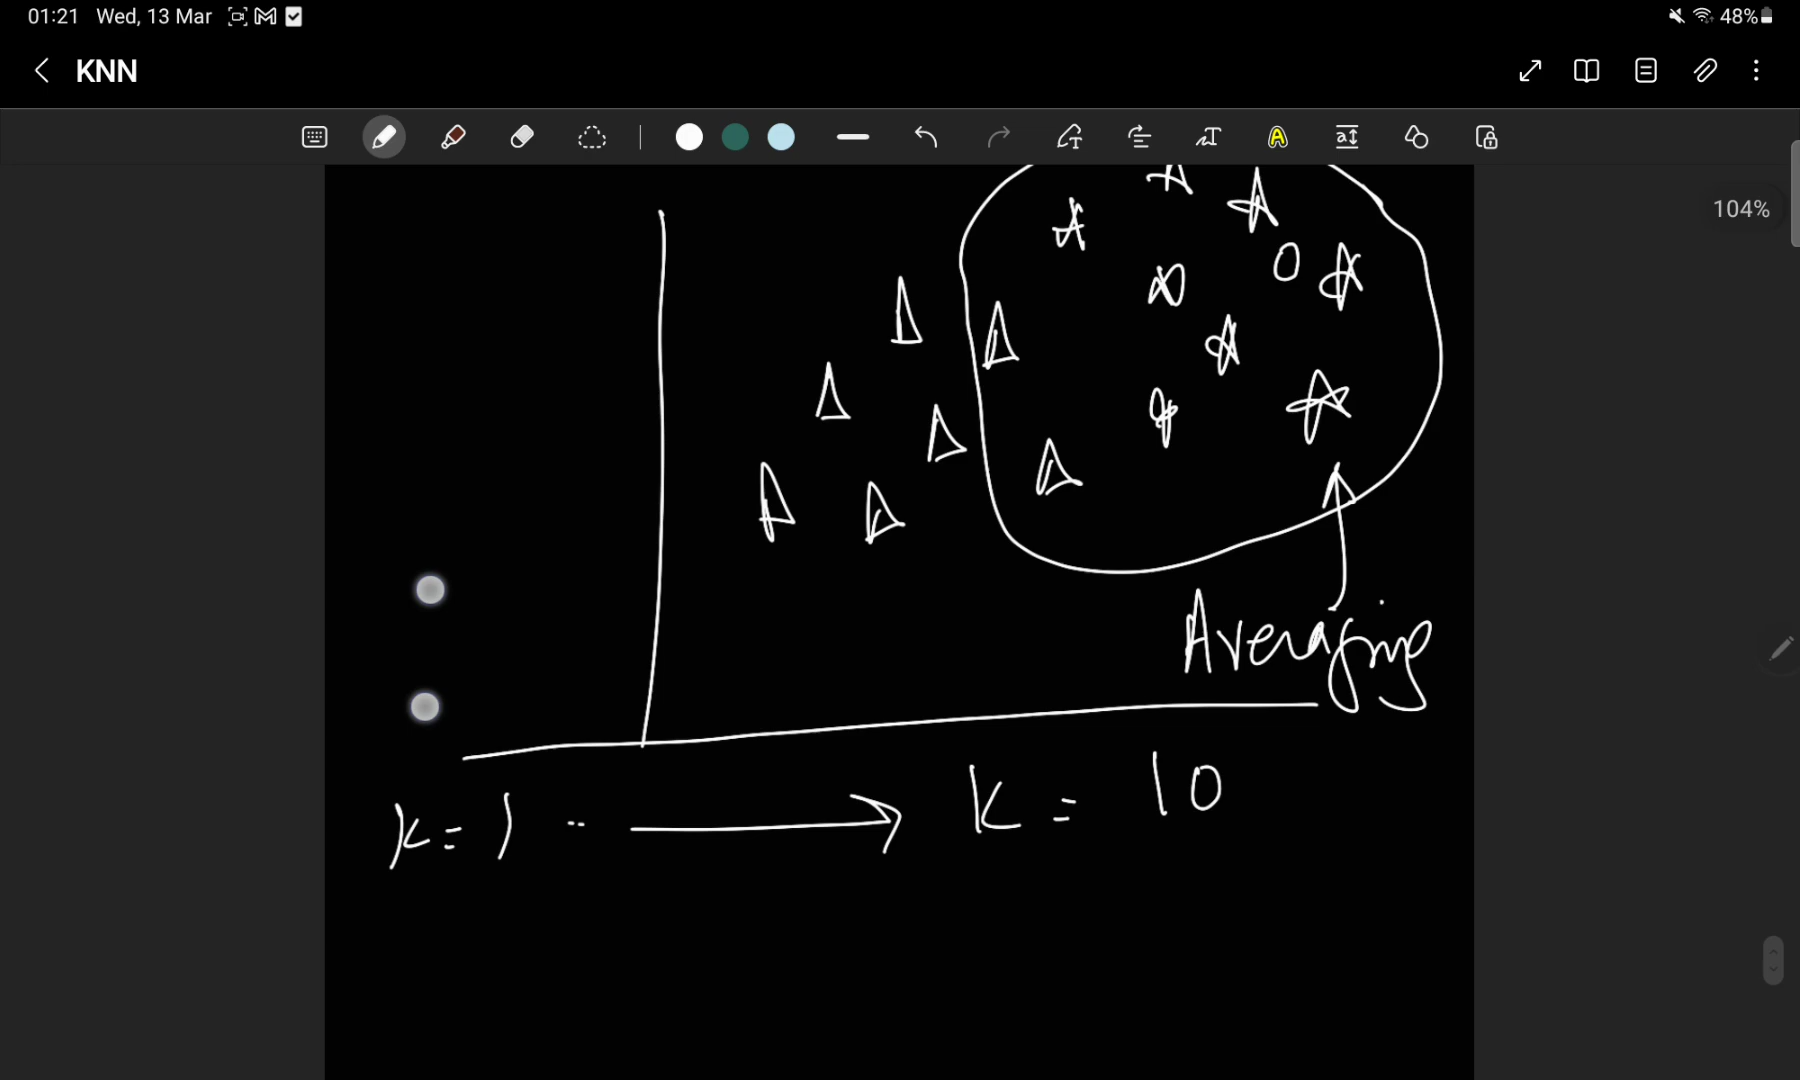 01:21 Wed, 13 Mar 48%
KNN
104%
Averaging
k = 1 .. k = 10